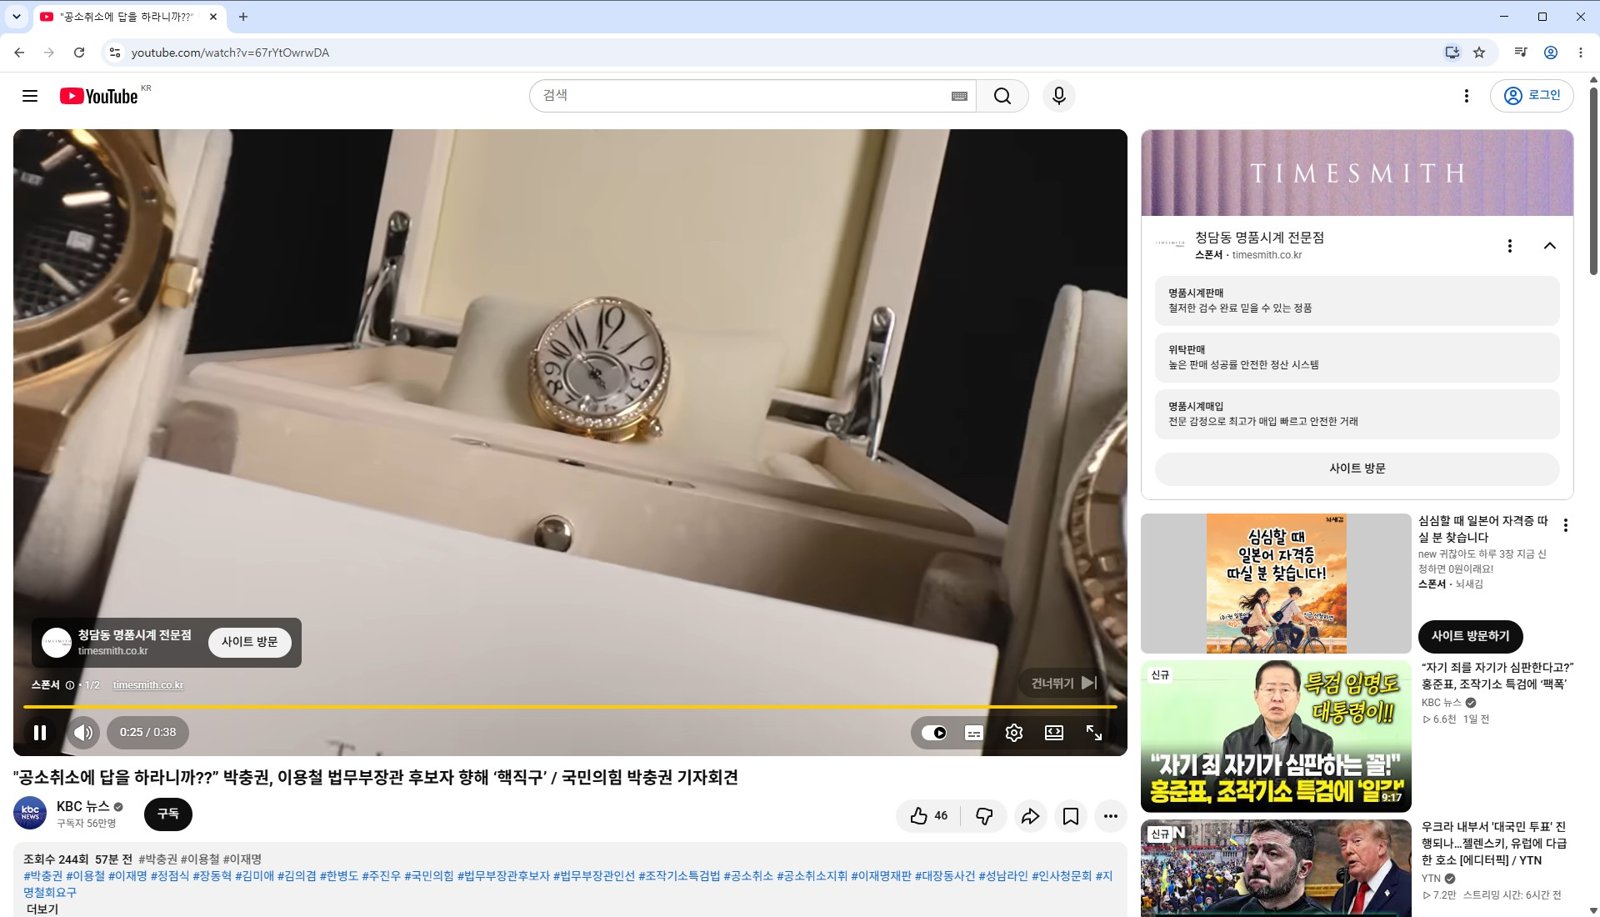 "공소취소에 답을 하라니까??"
youtube.com/watch?v=67rYtOwrwDA
YouTube KR
검색
로그인
TIMESMITH
청담동 명품시계 전문점
스폰서 · timesmith.co.kr
명품시계판매
철저한 검수 완료 믿을 수 있는 정품
위탁판매
높은 판매 성공률 안전한 정산 시스템
명품시계매입
전문 감정으로 최고가 매입 빠르고 안전한 거래
사이트 방문
청담동 명품시계 전문점
timesmith.co.kr
사이트 방문
스폰서 · 1/2 timesmith.co.kr
건너뛰기
0:25 / 0:38
"공소취소에 답을 하라니까??” 박충권, 이용철 법무부장관 후보자 향해 ‘핵직구’ / 국민의힘 박충권 기자회견
kbc NEWS
KBC 뉴스
구독자 56만명
구독
46
조회수 244회 57분 전 #박충권 #이용철 #이재명
#박충권 #이용철 #이재명 #정점식 #장동혁 #김미애 #김의겸 #한병도 #주진우 #국민의힘 #법무부장관후보자 #법무부장관인선 #조작기소특검법 #공소취소 #공소취소지휘 #이재명재판 #대장동사건 #성남라인 #인사청문회 #지
명철회요구
더보기
뇌새김
심심할 때
일본어 자격증
따실 분 찾습니다!
심심할 때 일본어 자격증 따
실 분 찾습니다
new 귀찮아도 하루 3장 지금 신
청하면 0원이래요!
스폰서 · 뇌새김
사이트 방문하기
신규
특검 임명도
대통령이!!
“자기 죄 자기가 심판하는 꼴!”
홍준표, 조작기소 특검에 ‘일갈’
9:17
“자기 죄를 자기가 심판한다고?”
홍준표, 조작기소 특검에 ‘팩폭’
KBC 뉴스
6.6천 1일 전
신규
우크라 내부서 '대국민 투표' 진
행되나...젤렌스키, 유럽에 다급
한 호소 [에디터픽] / YTN
YTN
7.2만 스트리밍 시간: 6시간 전